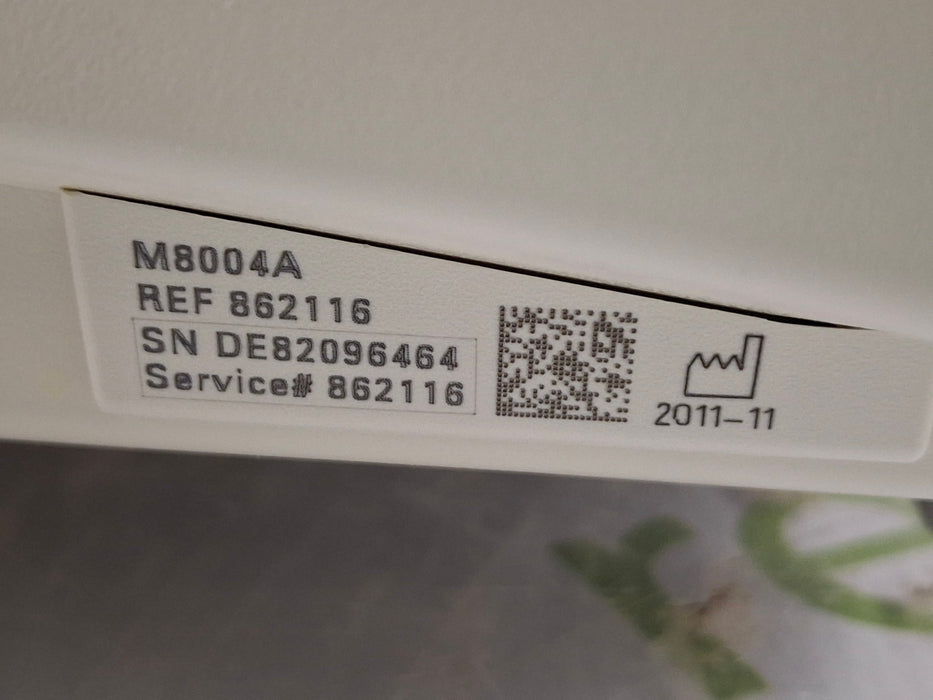 M8004A
REF 862116
SN DE82096464
Service# 862116
2011-11